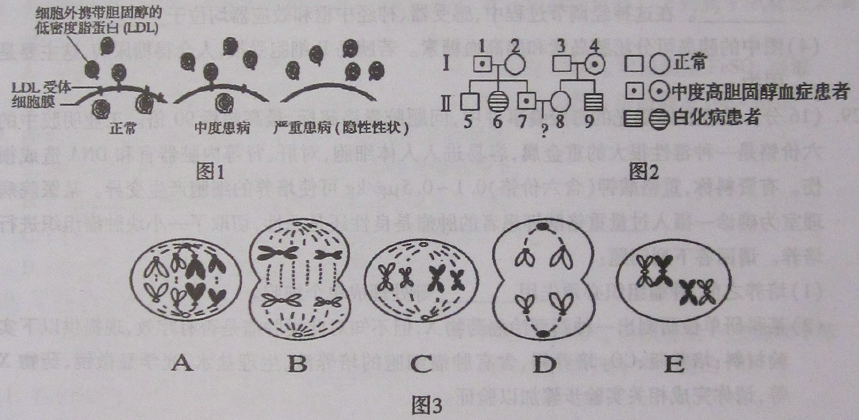 细胞外携带胆固醇的
低密度脂蛋白(LDL)
LDL 受体
细胞膜
正常
中度患病
严重患病(隐性性状)
图1
1 2 3 4
Ⅰ
Ⅱ
5 6 7 8 9
?
正常
中度高胆固醇血症患者
白化病患者
图2
A B C D E
图3